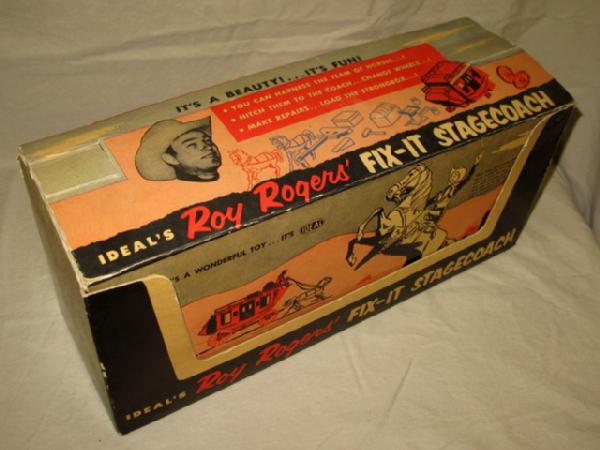 IT'S A BEAUTY!...IT'S FUN!
• YOU CAN HARNESS THE TEAM OF HORSES...!
• HITCH THEM TO THE COACH...CHANGE WHEELS...!
• MAKE REPAIRS...LOAD THE STRONGBOX...!
IDEAL'S Roy Rogers' FIX-IT STAGECOACH
'S A WONDERFUL TOY...IT'S IDEAL
IDEAL'S Roy Rogers' FIX-IT STAGECOACH